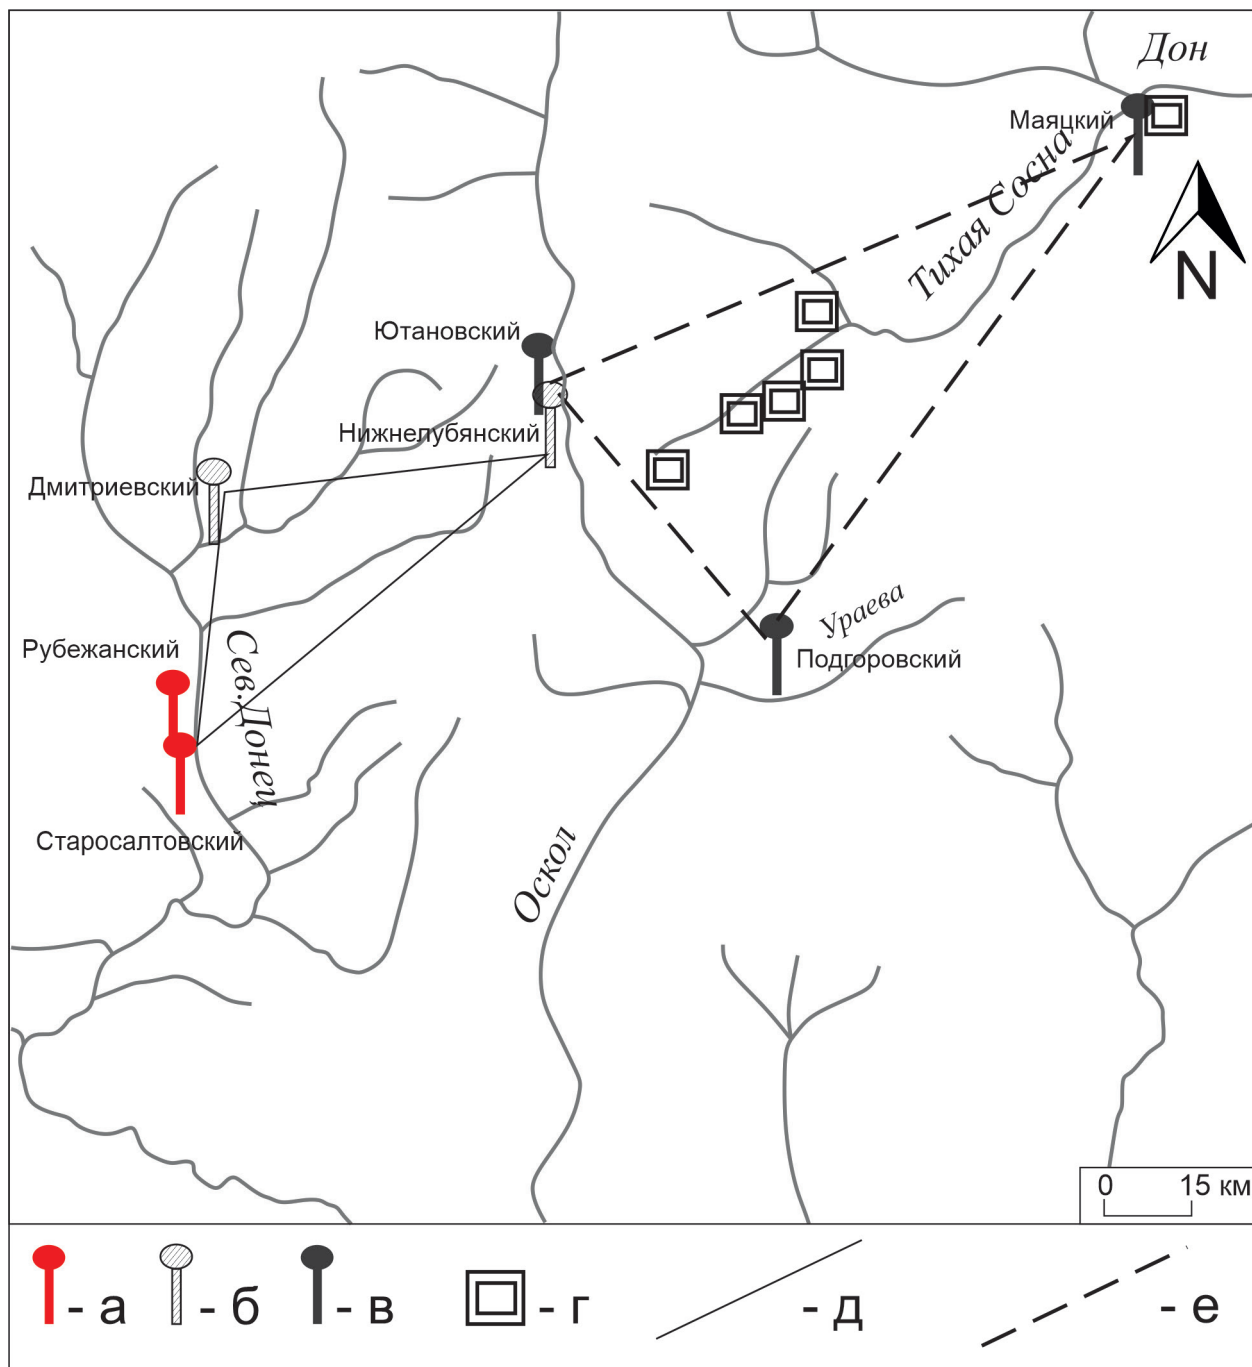 Дон
Маяцкий
Тихая Сосна
N
Ютановский
Нижнелубянский
Дмитриевский
Ураева
Подгоровский
Рубежанский
Сев.Донец
Старосалтовский
Оскол
0 15 км
- а - б - в - г - д - е